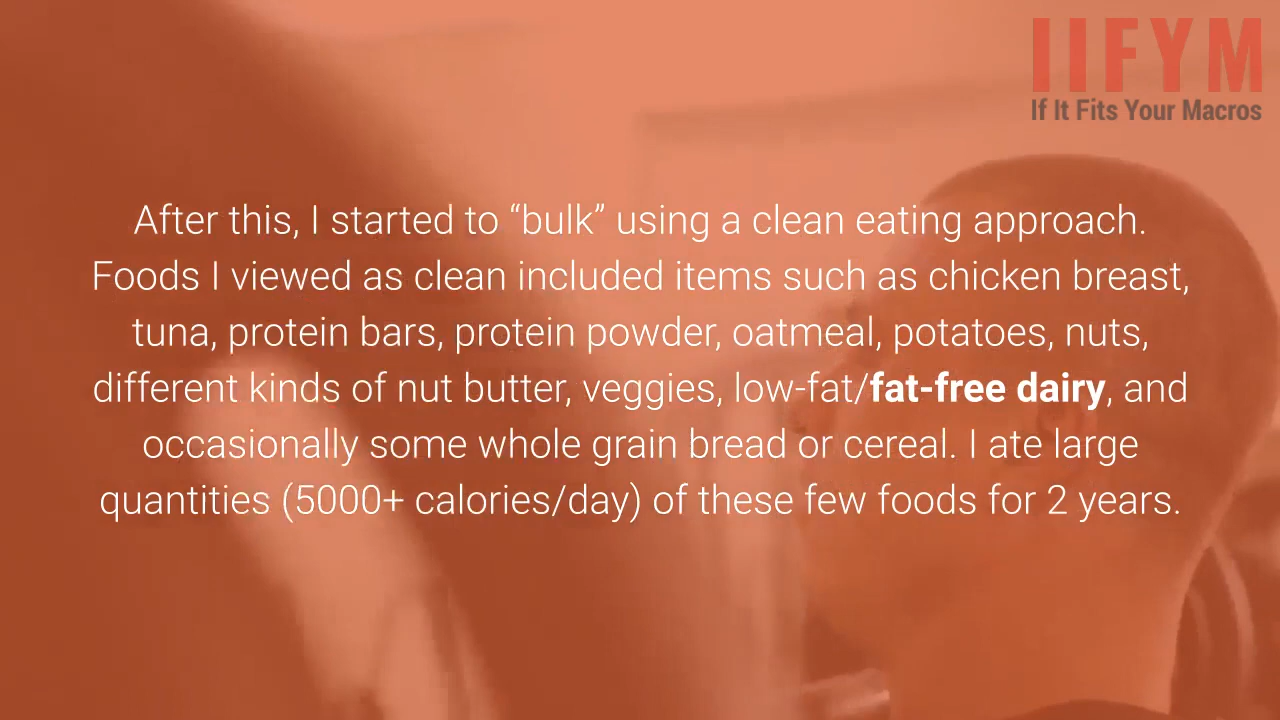 IIFYM
If It Fits Your Macros
After this, I started to “bulk” using a clean eating approach.
Foods I viewed as clean included items such as chicken breast,
tuna, protein bars, protein powder, oatmeal, potatoes, nuts,
different kinds of nut butter, veggies, low-fat/fat-free dairy, and
occasionally some whole grain bread or cereal. I ate large
quantities (5000+ calories/day) of these few foods for 2 years.